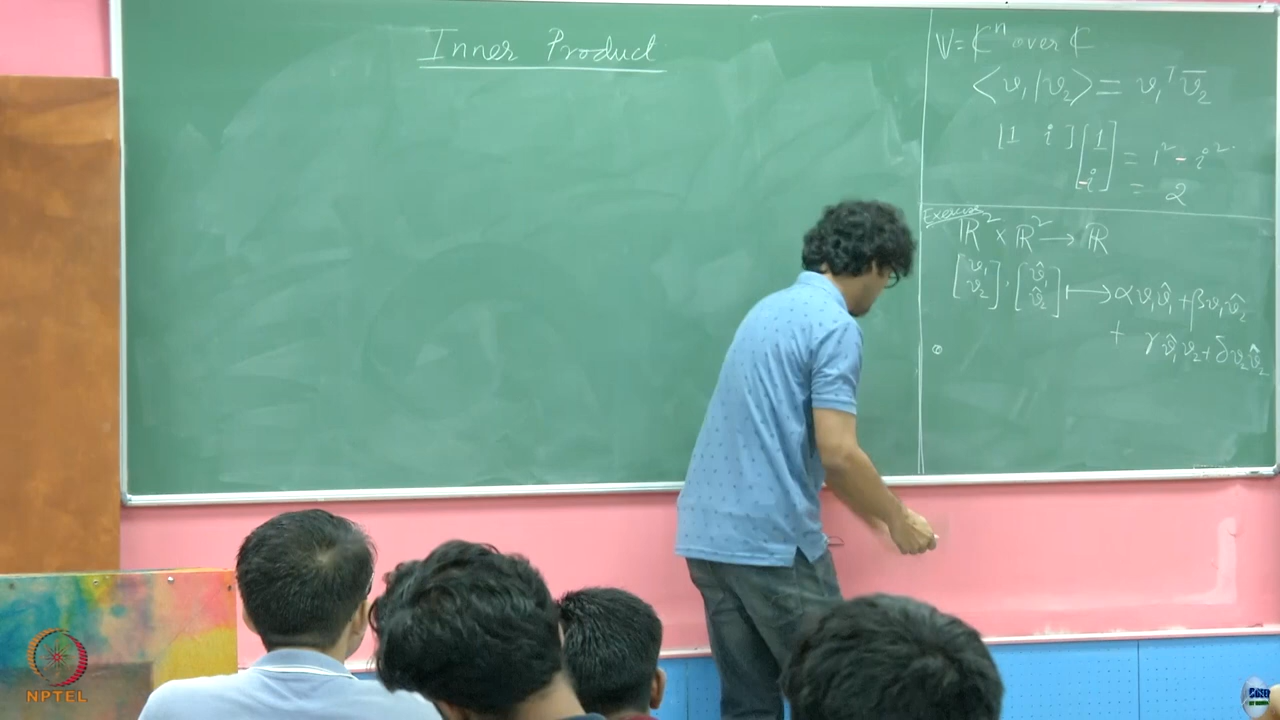 Inner Product
V = ℂⁿ over ℂ
⟨v₁|v₂⟩ = v₁ᵀ v̄₂
[1 i] [1
-i] = 1² - i²
= 2
Exercise
ℝ² × ℝ² → ℝ
[v₁
v₂] , [v̂₁
v̂₂] ⟼ αv₁v̂₁ + βv₁v̂₂
+ γv̂₁v₂ + δv₂v̂₂
NPTEL